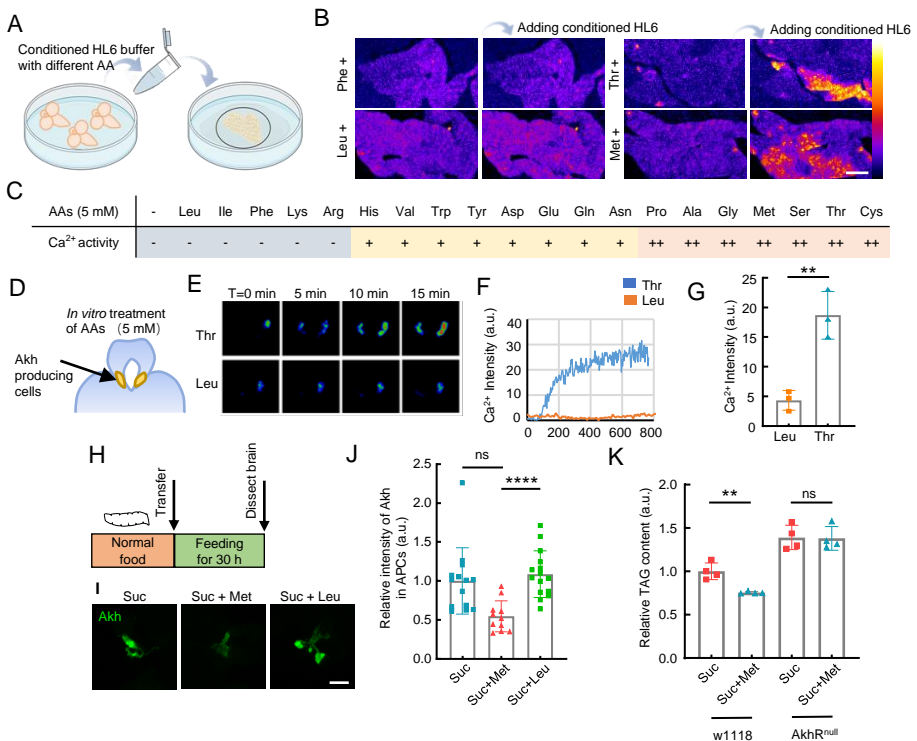 A
Conditioned HL6 buffer
with different AA
B
Adding conditioned HL6
Adding conditioned HL6
Phe +
Thr +
Leu +
Met +
C
AAs (5 mM) - Leu Ile Phe Lys Arg His Val Trp Tyr Asp Glu Gln Asn Pro Ala Gly Met Ser Thr Cys
Ca2+ activity - - - - - - + + + + + + + + ++ ++ ++ ++ ++ ++ ++
D
In vitro treatment
of AAs (5 mM)
Akh
producing
cells
E
T=0 min 5 min 10 min 15 min
Thr
Leu
F
Thr
Leu
Ca2+ Intensity (a.u.)
40
30
20
10
0
0 200 400 600 800
G
**
Ca2+ Intensity (a.u.)
25
20
15
10
5
0
Leu Thr
H
Transfer
Dissect brain
Normal
food
Feeding
for 30 h
I
Suc Suc + Met Suc + Leu
Akh
J
ns
****
Relative intensity of Akh
in APCs (a.u.)
2.5
2.0
1.5
1.0
0.5
0.0
Suc
Suc+Met
Suc+Leu
K
**
ns
Relative TAG content (a.u.)
2.0
1.5
1.0
0.5
0.0
Suc
Suc+Met
Suc
Suc+Met
w1118
AkhRnull